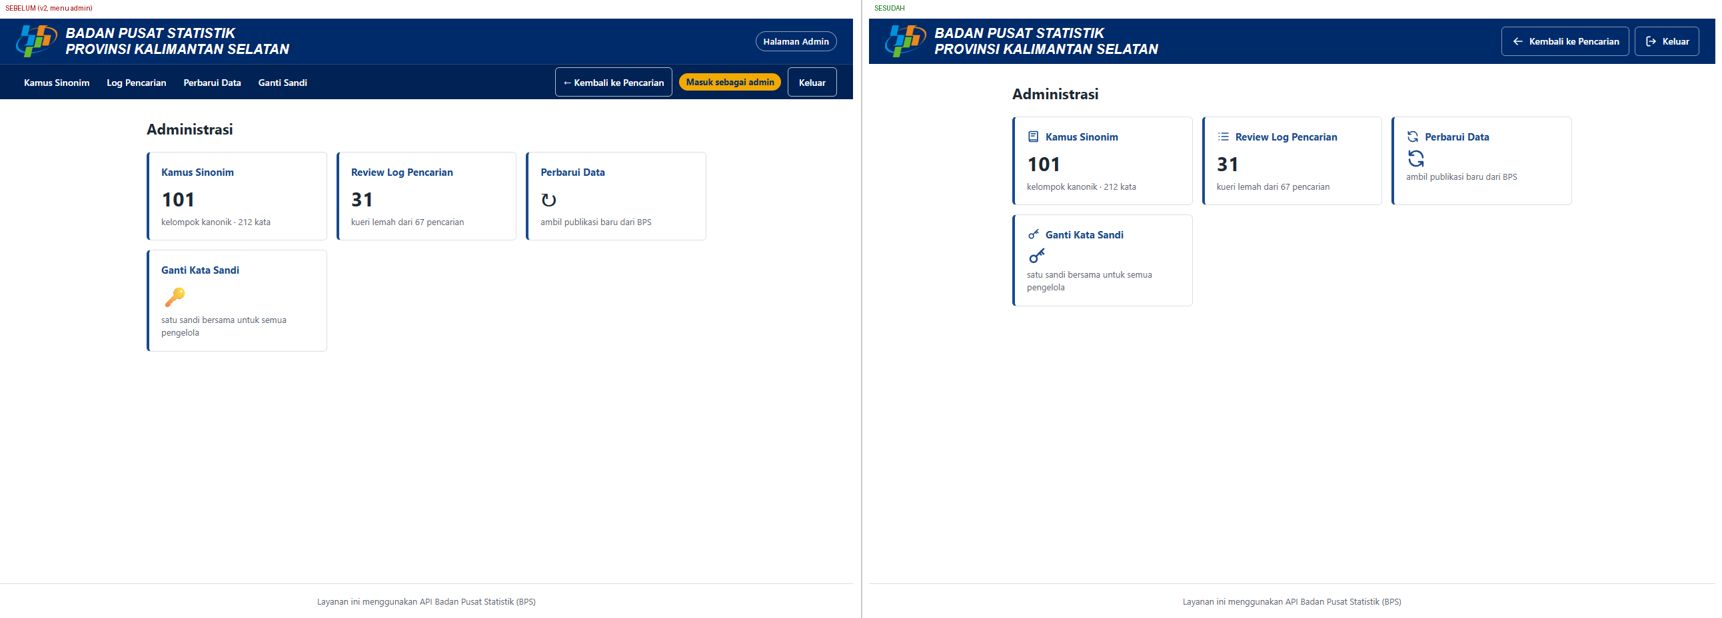 SEBELUM (v2, menu admin)
BADAN PUSAT STATISTIK
PROVINSI KALIMANTAN SELATAN
Halaman Admin
Kamus Sinonim Log Pencarian Perbarui Data Ganti Sandi ← Kembali ke Pencarian Masuk sebagai admin Keluar
Administrasi
Kamus Sinonim
101
kelompok kanonik · 212 kata
Review Log Pencarian
31
kueri lemah dari 67 pencarian
Perbarui Data
↻
ambil publikasi baru dari BPS
Ganti Kata Sandi
satu sandi bersama untuk semua
pengelola
Layanan ini menggunakan API Badan Pusat Statistik (BPS)
SESUDAH
BADAN PUSAT STATISTIK
PROVINSI KALIMANTAN SELATAN
← Kembali ke Pencarian Keluar
Administrasi
Kamus Sinonim
101
kelompok kanonik · 212 kata
Review Log Pencarian
31
kueri lemah dari 67 pencarian
Perbarui Data
ambil publikasi baru dari BPS
Ganti Kata Sandi
satu sandi bersama untuk semua
pengelola
Layanan ini menggunakan API Badan Pusat Statistik (BPS)